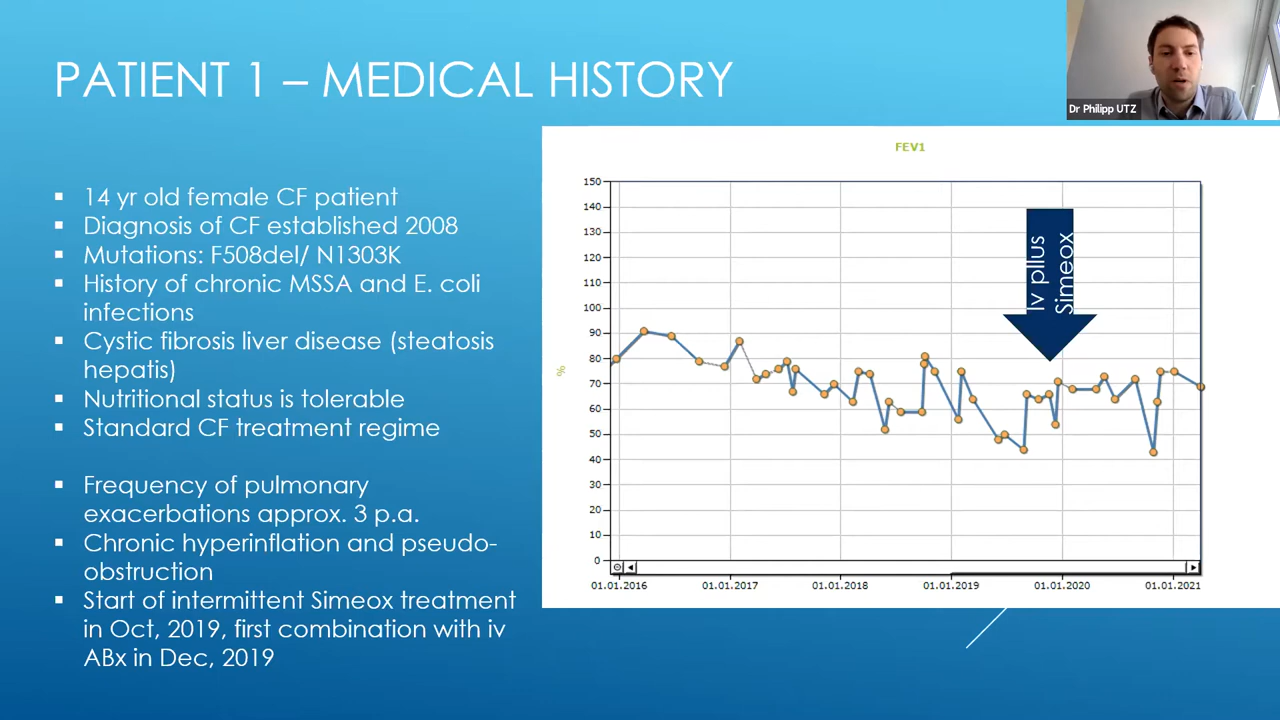 PATIENT 1 – MEDICAL HISTORY
Dr Philipp UTZ
▪ 14 yr old female CF patient
▪ Diagnosis of CF established 2008
▪ Mutations: F508del/ N1303K
▪ History of chronic MSSA and E. coli
infections
▪ Cystic fibrosis liver disease (steatosis
hepatis)
▪ Nutritional status is tolerable
▪ Standard CF treatment regime
▪ Frequency of pulmonary
exacerbations approx. 3 p.a.
▪ Chronic hyperinflation and pseudo-
obstruction
▪ Start of intermittent Simeox treatment
in Oct, 2019, first combination with iv
ABx in Dec, 2019
FEV1
%
150
140
130
120
110
100
90
80
70
60
50
40
30
20
10
0
Iv pllus
Simeox
01.01.2016
01.01.2017
01.01.2018
01.01.2019
01.01.2020
01.01.2021